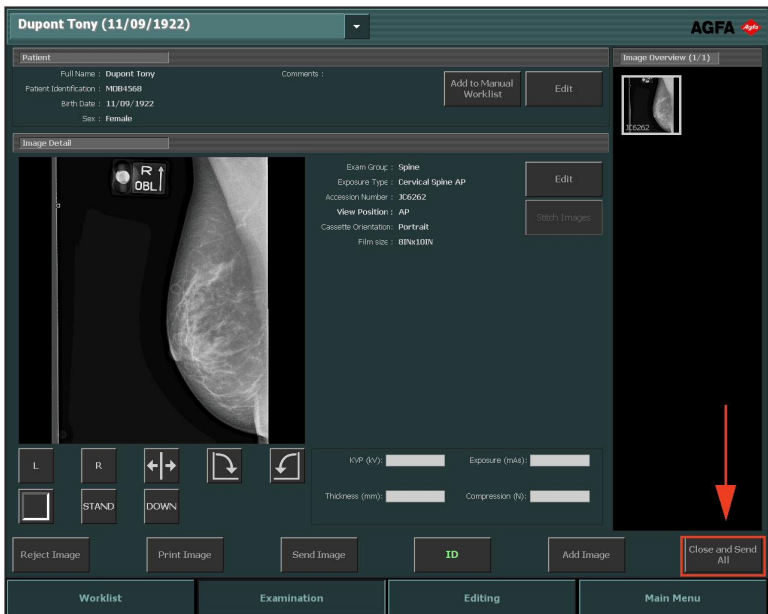 Dupont Tony (11/09/1922)
AGFA
Agfa
Patient
Full Name : Dupont Tony
Patient Identification : MOB4568
Birth Date : 11/09/1922
Sex : Female
Comments :
Add to Manual
Worklist
Edit
Image Overview (1/1)
JC6262
Image Detail
R
OBL
Exam Group : Spine
Exposure Type : Cervical Spine AP
Accession Number : JC6262
View Position : AP
Cassette Orientation: Portrait
Film size : 8INx10IN
Edit
Stitch Images
L
R
STAND
DOWN
KVP (kV):
Exposure (mAs):
Thickness (mm):
Compression (N):
Reject Image
Print Image
Send Image
ID
Add Image
Close and Send
All
Worklist
Examination
Editing
Main Menu